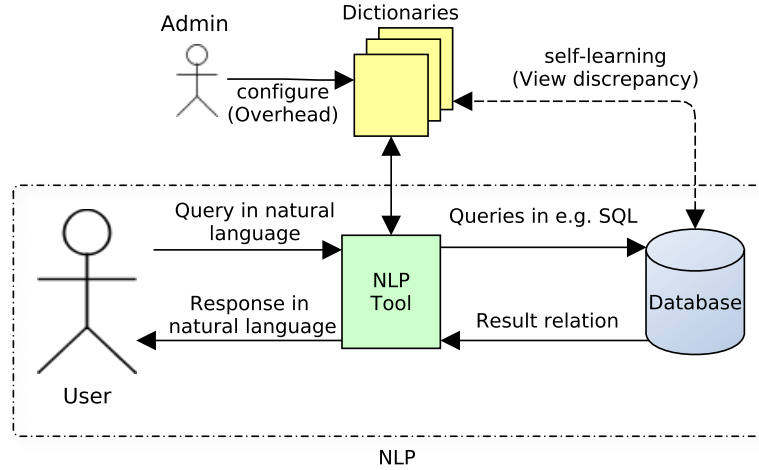 Dictionaries
Admin
configure
(Overhead)
self-learning
(View discrepancy)
Query in natural
language
Queries in e.g. SQL
NLP
Tool
Database
Response in
natural language
Result relation
User
NLP